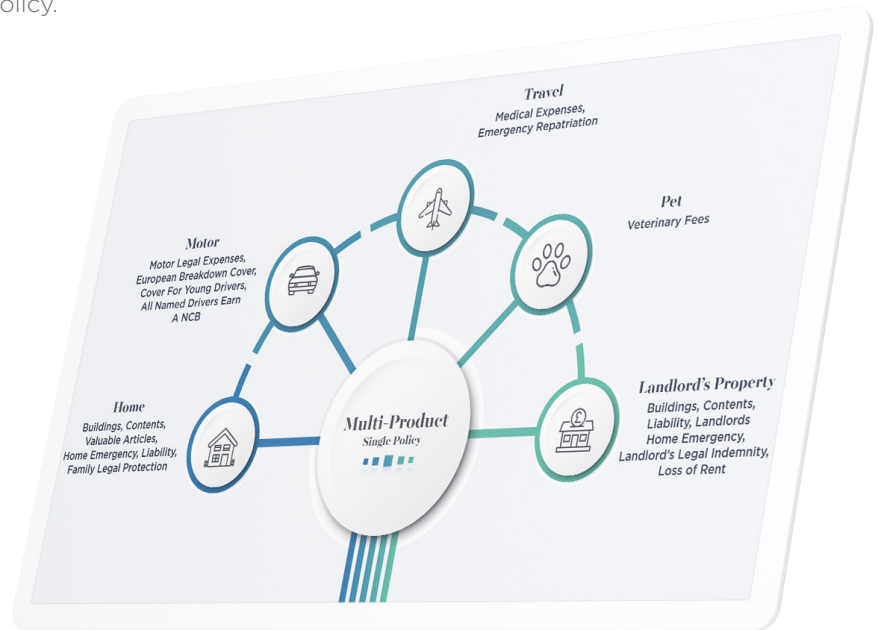 olicy.
Travel
Medical Expenses,
Emergency Repatriation
Pet
Veterinary Fees
Motor
Motor Legal Expenses,
European Breakdown Cover,
Cover For Young Drivers,
All Named Drivers Earn
A NCB
Home
Buildings, Contents,
Valuable Articles,
Home Emergency, Liability,
Family Legal Protection
Multi-Product
Single Policy
Landlord's Property
Buildings, Contents,
Liability, Landlords
Home Emergency,
Landlord's Legal Indemnity,
Loss of Rent
£